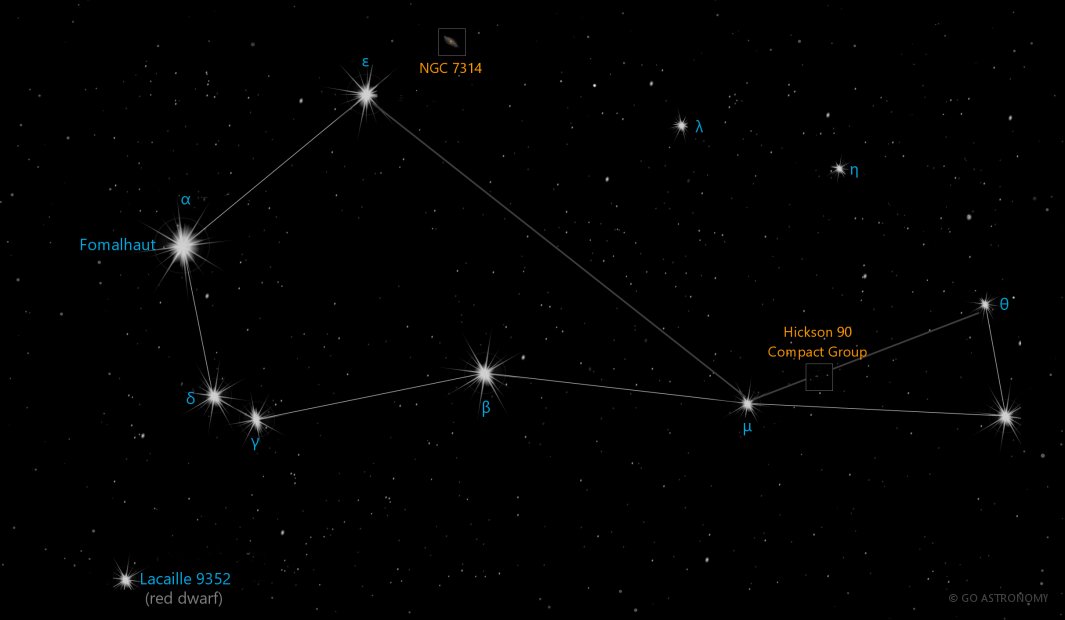 ε
NGC 7314
λ
η
α
Fomalhaut
θ
Hickson 90
Compact Group
δ
β
μ
γ
Lacaille 9352
(red dwarf)
© GO ASTRONOMY